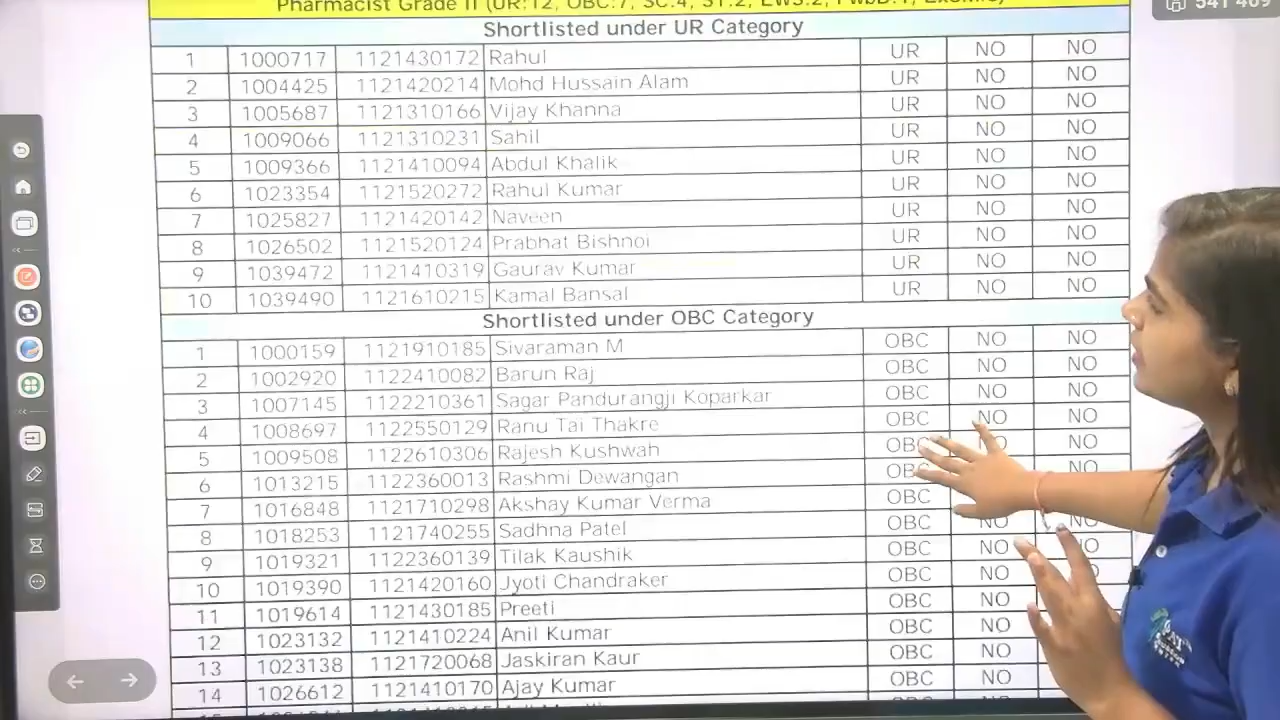 Pharmacist Grade II (UR:12, OBC:7, SC:4, ST:2, EWS:2, PwBD:1, ExSM:6)
Shortlisted under UR Category
1 1000717 1121430172 Rahul UR NO NO
2 1004425 1121420214 Mohd Hussain Alam UR NO NO
3 1005687 1121310166 Vijay Khanna UR NO NO
4 1009066 1121310231 Sahil UR NO NO
5 1009366 1121410094 Abdul Khalik UR NO NO
6 1023354 1121520272 Rahul Kumar UR NO NO
7 1025827 1121420142 Naveen UR NO NO
8 1026502 1121520124 Prabhat Bishnoi UR NO NO
9 1039472 1121410319 Gaurav Kumar UR NO NO
10 1039490 1121610215 Kamal Bansal UR NO NO
Shortlisted under OBC Category
1 1000159 1121910185 Sivaraman M OBC NO NO
2 1002920 1122410082 Barun Raj OBC NO NO
3 1007145 1122210361 Sagar Pandurangji Koparkar OBC NO NO
4 1008697 1122550129 Ranu Tai Thakre OBC NO NO
5 1009508 1122610306 Rajesh Kushwah OBC NO
6 1013215 1122360013 Rashmi Dewangan OBC NO
7 1016848 1121710298 Akshay Kumar Verma OBC
8 1018253 1121740255 Sadhna Patel OBC NO NO
9 1019321 1122360139 Tilak Kaushik OBC NO NO
10 1019390 1121420160 Jyoti Chandraker OBC NO
11 1019614 1121430185 Preeti OBC NO
12 1023132 1121410224 Anil Kumar OBC NO
13 1023138 1121720068 Jaskiran Kaur OBC NO
14 1026612 1121410170 Ajay Kumar OBC NO